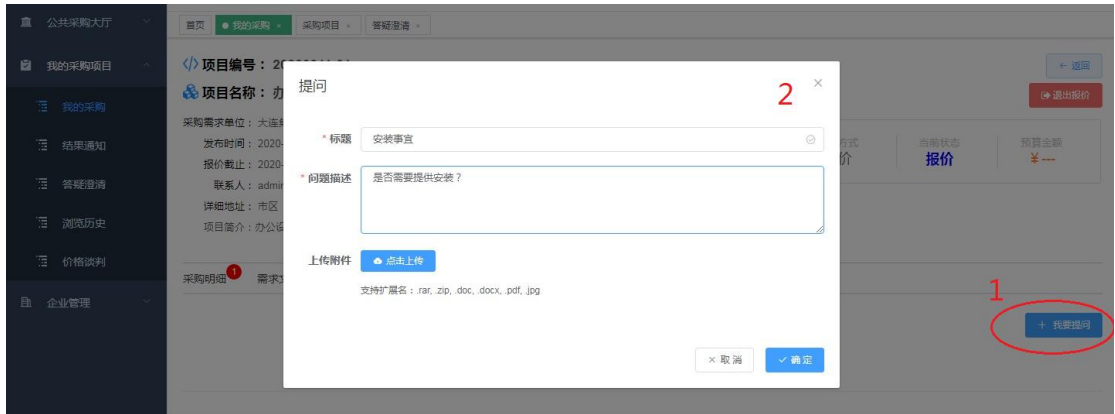 公共采购大厅
首页 我的采购 × 采购项目 × 答疑澄清 ×
我的采购项目
我的采购
结果通知
答疑澄清
浏览历史
价格谈判
企业管理
</> 项目编号：
返回
项目名称：
退出报价
采购需求单位：大连
发布时间：2020-
报价截止：2020-
联系人：admin
详细地址：市区
项目简介：办公设
方式
当前状态
预算金额
价
报价
¥ ---
采购明细 1
需求
1
+ 我要提问
提问
2
×
* 标题 安装事宜
* 问题描述 是否需要提供安装？
上传附件 点击上传
支持扩展名：.rar, .zip, .doc, .docx, .pdf, .jpg
× 取 消
✓ 确 定